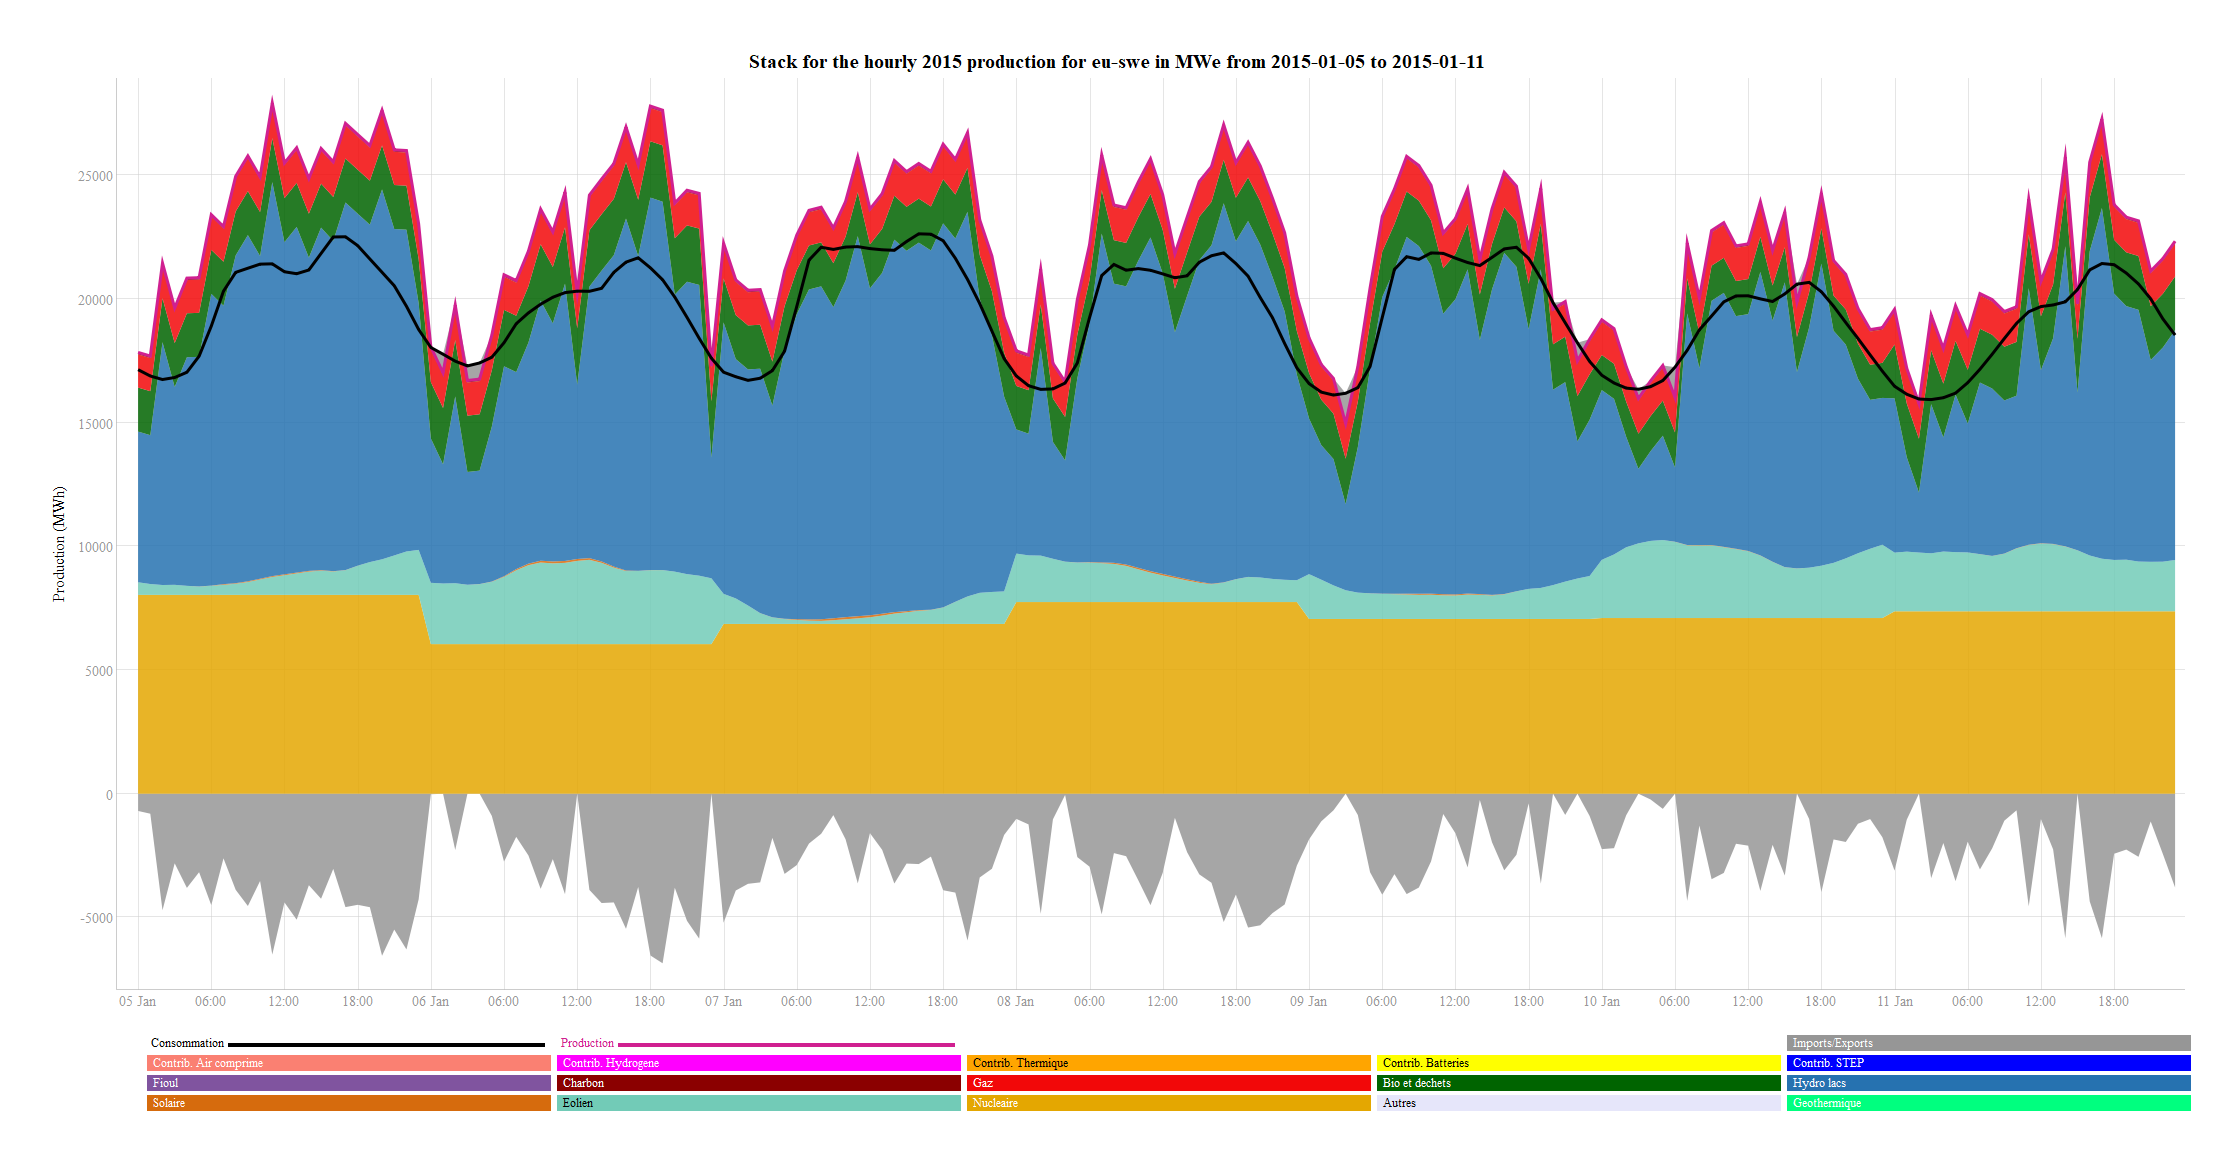 Stack for the hourly 2015 production for eu-swe in MWe from 2015-01-05 to 2015-01-11
Production (MWh)
25000
20000
15000
10000
5000
0
-5000
05 Jan 06:00 12:00 18:00 06 Jan 06:00 12:00 18:00 07 Jan 06:00 12:00 18:00 08 Jan 06:00 12:00 18:00 09 Jan 06:00 12:00 18:00 10 Jan 06:00 12:00 18:00 11 Jan 06:00 12:00 18:00
Consommation Production Imports/Exports
Contrib. Air comprime Contrib. Hydrogene Contrib. Thermique Contrib. Batteries Contrib. STEP
Fioul Charbon Gaz Bio et dechets Hydro lacs
Solaire Eolien Nucleaire Autres Geothermique